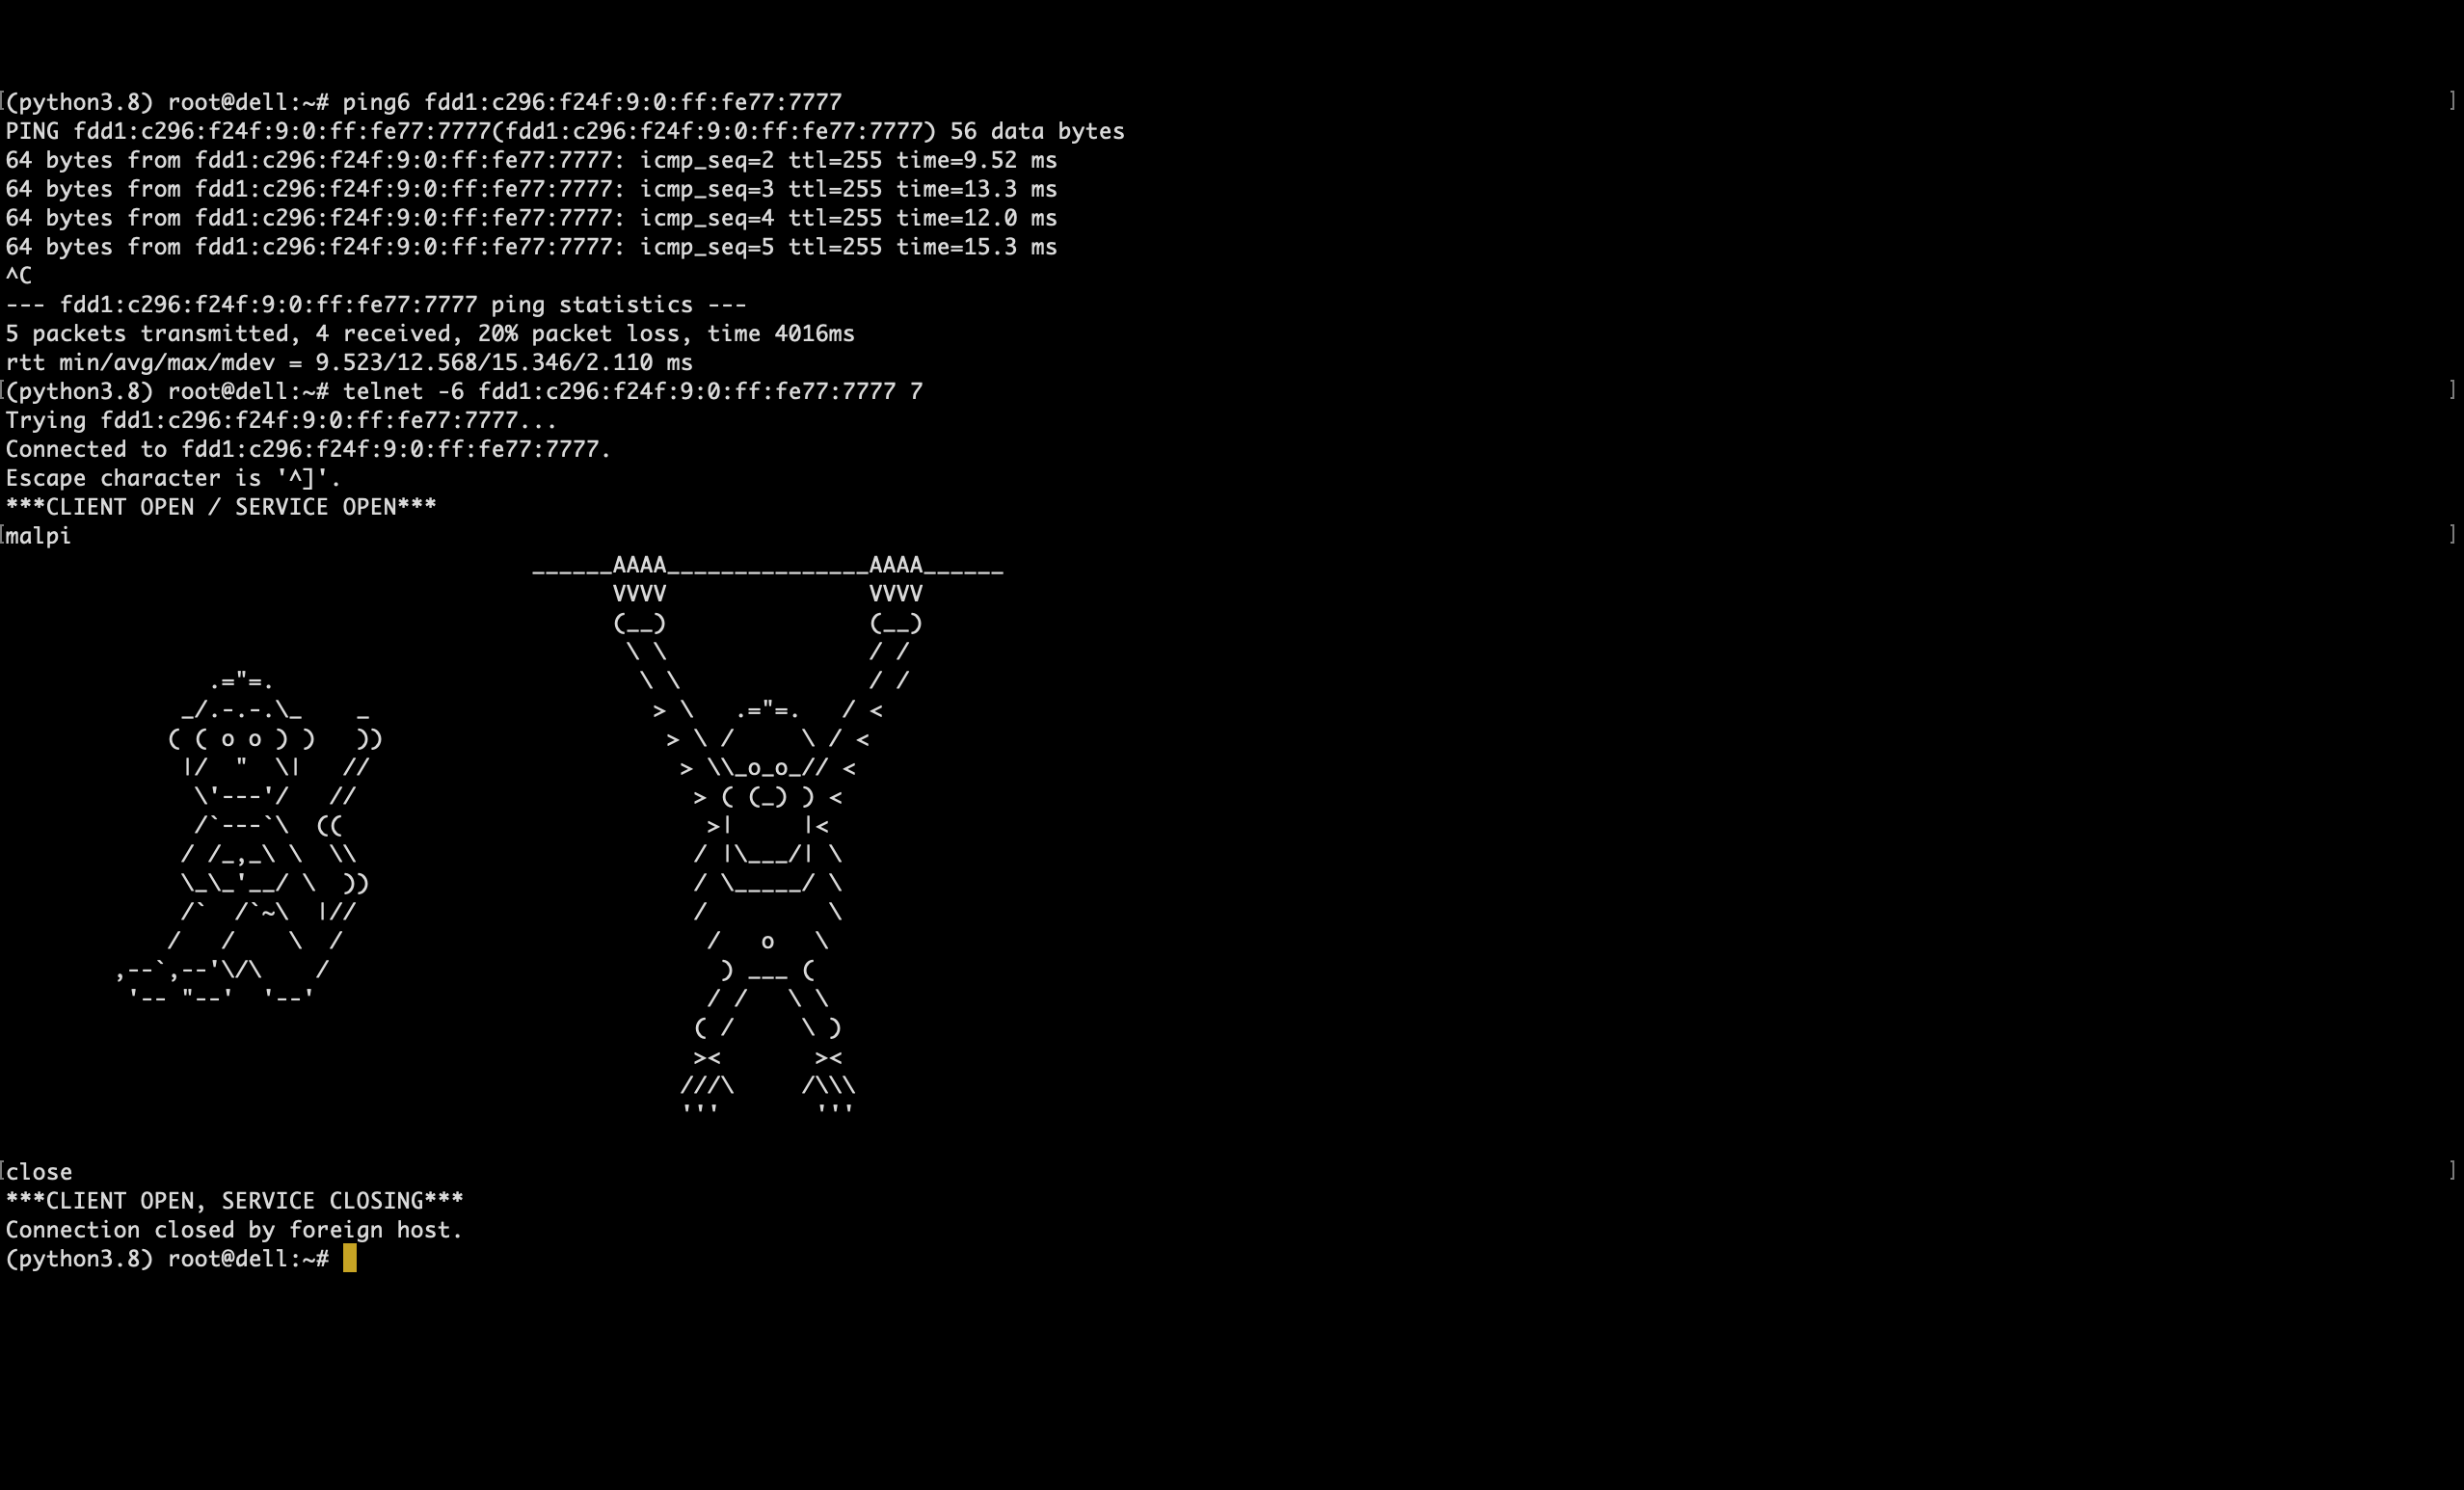 (python3.8) root@dell:~# ping6 fdd1:c296:f24f:9:0:ff:fe77:7777
PING fdd1:c296:f24f:9:0:ff:fe77:7777(fdd1:c296:f24f:9:0:ff:fe77:7777) 56 data bytes
64 bytes from fdd1:c296:f24f:9:0:ff:fe77:7777: icmp_seq=2 ttl=255 time=9.52 ms
64 bytes from fdd1:c296:f24f:9:0:ff:fe77:7777: icmp_seq=3 ttl=255 time=13.3 ms
64 bytes from fdd1:c296:f24f:9:0:ff:fe77:7777: icmp_seq=4 ttl=255 time=12.0 ms
64 bytes from fdd1:c296:f24f:9:0:ff:fe77:7777: icmp_seq=5 ttl=255 time=15.3 ms
^C
--- fdd1:c296:f24f:9:0:ff:fe77:7777 ping statistics ---
5 packets transmitted, 4 received, 20% packet loss, time 4016ms
rtt min/avg/max/mdev = 9.523/12.568/15.346/2.110 ms
(python3.8) root@dell:~# telnet -6 fdd1:c296:f24f:9:0:ff:fe77:7777 7
Trying fdd1:c296:f24f:9:0:ff:fe77:7777...
Connected to fdd1:c296:f24f:9:0:ff:fe77:7777.
Escape character is '^]'.
***CLIENT OPEN / SERVICE OPEN***
malpi
                                       ______AAAA_______________AAAA______
                                             VVVV               VVVV
                                             (__)               (__)
                                              \ \               / /
               .="=.                           \ \              / /
             _/.-.-.\_    _                     > \   .="=.   / <
            ( ( o o ) )   ))                     > \ /     \ / <
             |/  "  \|   //                       > \\_o_o_// <
              \'---'/   //                         > ( (_) ) <
              /`---`\  ((                           >|     |<
             / /_,_\ \  \\                         / |\___/| \
             \_\_'__/ \  ))                        / \_____/ \
             /`  /`~\  |//                         /         \
            /   /    \  /                           /   o   \
        ,--`,--'\/\    /                             ) ___ (
         '-- "--'  '--'                             / /   \ \
                                                   ( /     \ )
                                                   ><       ><
                                                  ///\     /\\\
                                                  '''       '''
close
***CLIENT OPEN, SERVICE CLOSING***
Connection closed by foreign host.
(python3.8) root@dell:~#